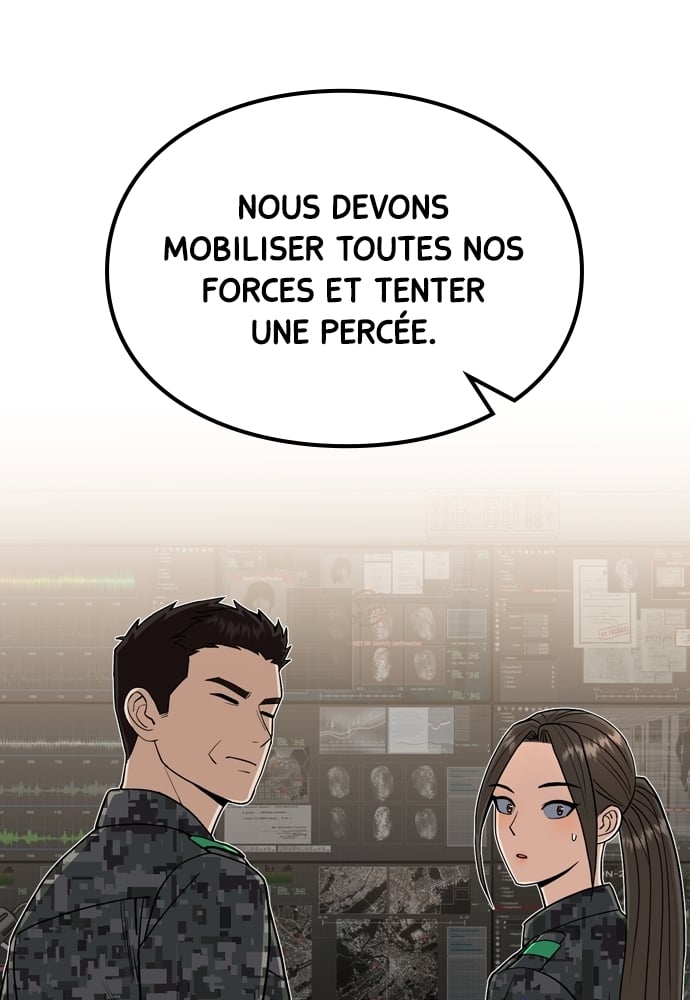 NOUS DEVONS
MOBILISER TOUTES NOS
FORCES ET TENTER
UNE PERCÉE.